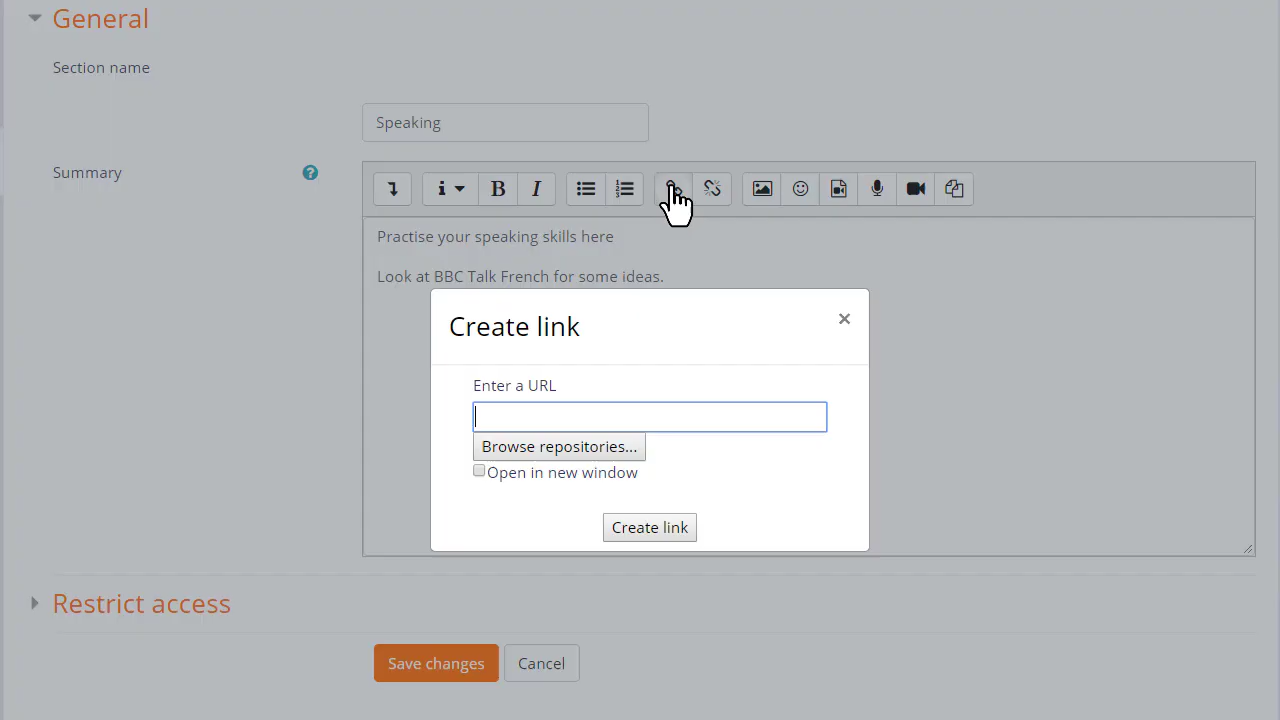 General
Section name
Speaking
Summary
Practise your speaking skills here
Look at BBC Talk French for some ideas.
Create link
Enter a URL
Browse repositories...
Open in new window
Create link
Restrict access
Save changes Cancel